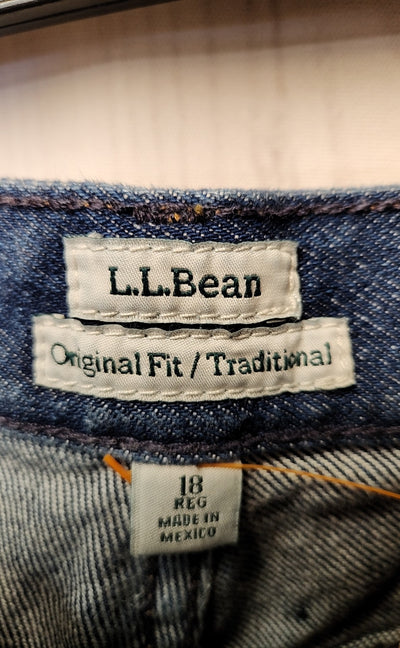 L.L.Bean
Original Fit / Traditional
18
REG
MADE IN
MEXICO